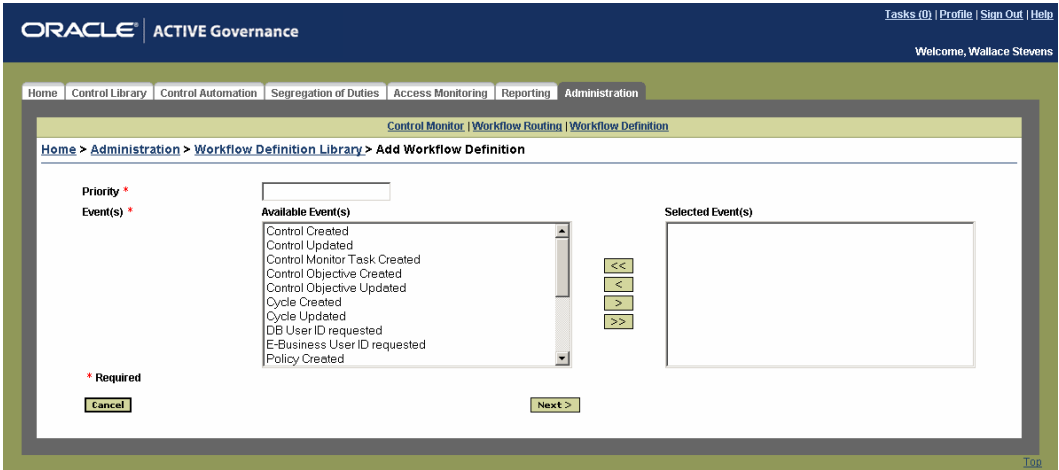 Tasks (0) | Profile | Sign Out | Help
ORACLE® | ACTIVE Governance
Welcome, Wallace Stevens
Home Control Library Control Automation Segregation of Duties Access Monitoring Reporting Administration
Control Monitor | Workflow Routing | Workflow Definition
Home > Administration > Workflow Definition Library > Add Workflow Definition
Priority *
Event(s) * Available Event(s) Selected Event(s)
Control Created
Control Updated
Control Monitor Task Created
Control Objective Created
Control Objective Updated
Cycle Created
Cycle Updated
DB User ID requested
E-Business User ID requested
Policy Created
<<
<
>
>>
* Required
Cancel Next >
Top